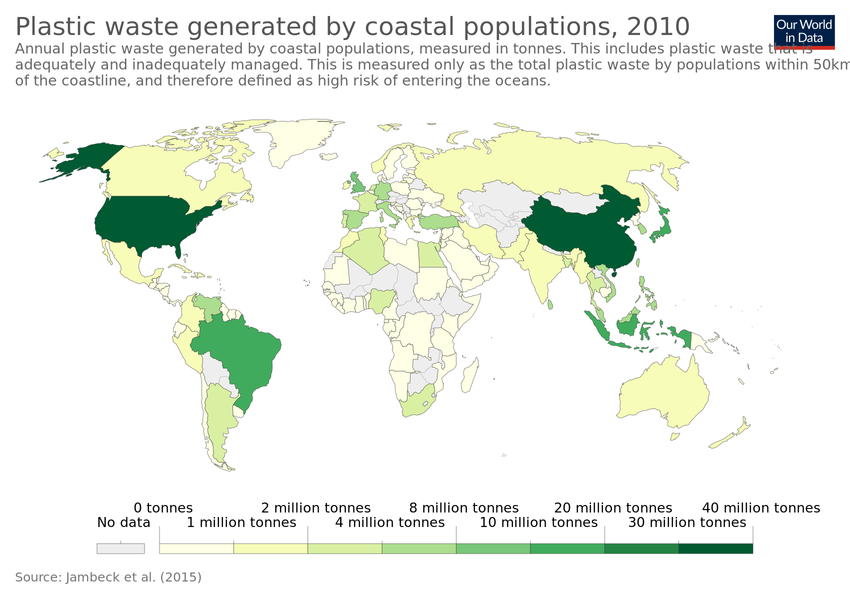 Plastic waste generated by coastal populations, 2010
Our World
in Data
Annual plastic waste generated by coastal populations, measured in tonnes. This includes plastic waste that is
adequately and inadequately managed. This is measured only as the total plastic waste by populations within 50km
of the coastline, and therefore defined as high risk of entering the oceans.
0 tonnes 2 million tonnes 8 million tonnes 20 million tonnes 40 million tonnes
No data 1 million tonnes 4 million tonnes 10 million tonnes 30 million tonnes
Source: Jambeck et al. (2015)